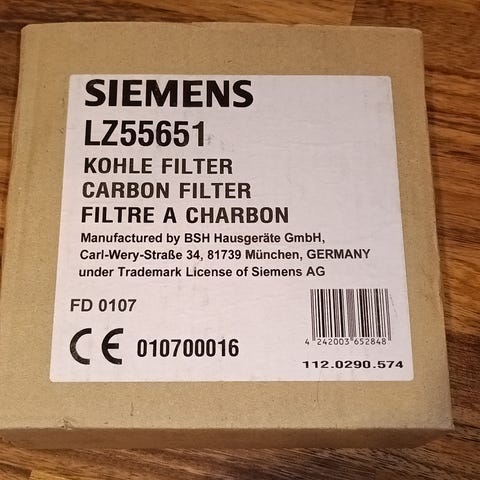 SIEMENS
LZ55651
KOHLE FILTER
CARBON FILTER
FILTRE A CHARBON
Manufactured by BSH Hausgeräte GmbH,
Carl-Wery-Straße 34, 81739 München, GERMANY
under Trademark License of Siemens AG
FD 0107
CE 010700016
4 242003 652848
112.0290.574